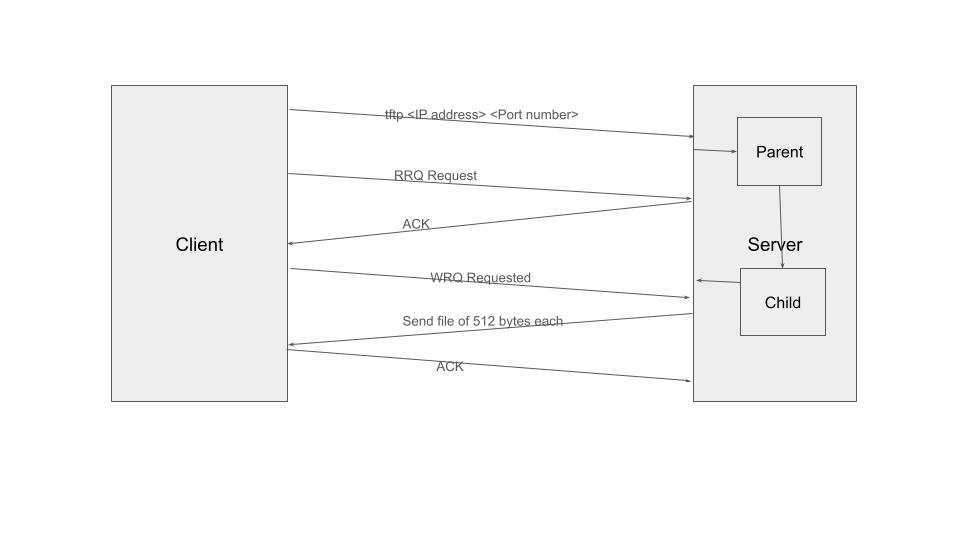 tftp <IP address> <Port number>
Parent
RRQ Request
ACK
Client
Server
WRQ Requested
Child
Send file of 512 bytes each
ACK